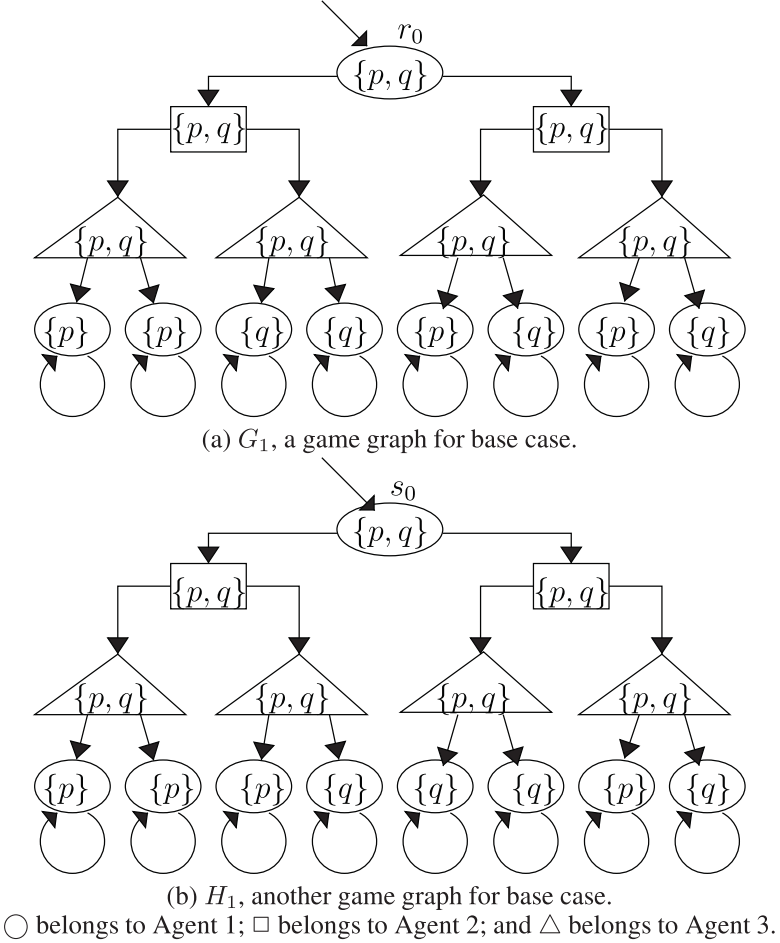 r₀
{p, q}
{p, q} {p, q}
{p, q} {p, q} {p, q} {p, q}
{p} {p} {q} {q} {p} {q} {p} {q}
(a) G₁, a game graph for base case.
s₀
{p, q}
{p, q} {p, q}
{p, q} {p, q} {p, q} {p, q}
{p} {p} {p} {q} {q} {q} {p} {q}
(b) H₁, another game graph for base case.
○ belongs to Agent 1; □ belongs to Agent 2; and △ belongs to Agent 3.